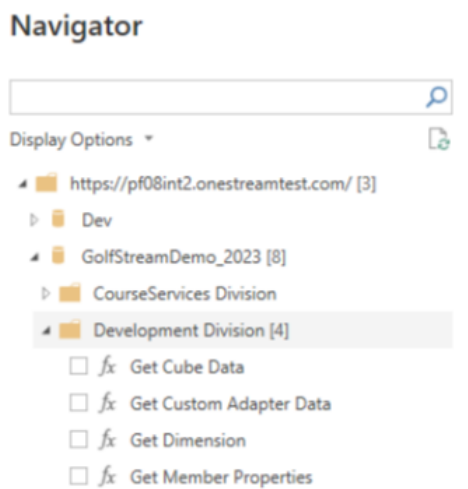 Navigator
Display Options
https://pf08int2.onestreamtest.com/ [3]
Dev
GolfStreamDemo_2023 [8]
CourseServices Division
Development Division [4]
fx Get Cube Data
fx Get Custom Adapter Data
fx Get Dimension
fx Get Member Properties